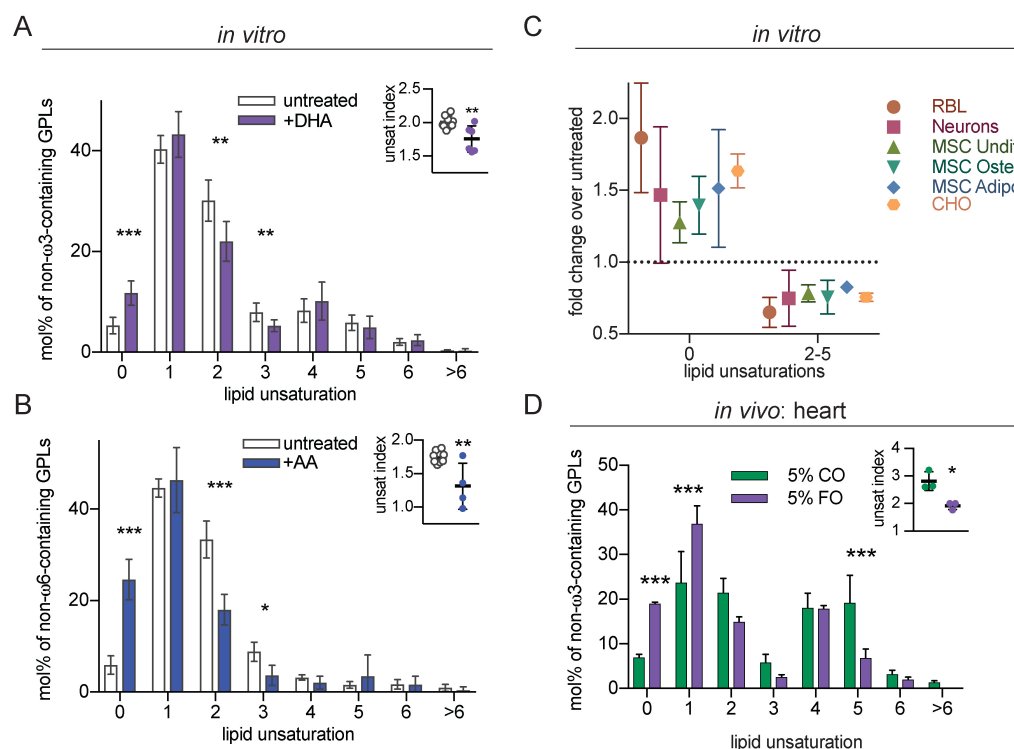 A
in vitro
mol% of non-ω3-containing GPLs
40
20
0
untreated
+DHA
***
**
**
unsat index
2.5
2.0
1.5
**
0 1 2 3 4 5 6 >6
lipid unsaturation
B
mol% of non-ω6-containing GPLs
40
20
0
untreated
+AA
***
***
*
unsat index
2.0
1.5
1.0
**
0 1 2 3 4 5 6 >6
lipid unsaturation
C
in vitro
fold change over untreated
2.0
1.5
1.0
0.5
0 2-5
lipid unsaturations
RBL
Neurons
MSC Undif
MSC Oste
MSC Adipo
CHO
D
in vivo: heart
mol% of non-ω3-containing GPLs
50
40
30
20
10
0
5% CO
5% FO
***
***
***
unsat index
4
3
2
1
*
0 1 2 3 4 5 6 >6
lipid unsaturation